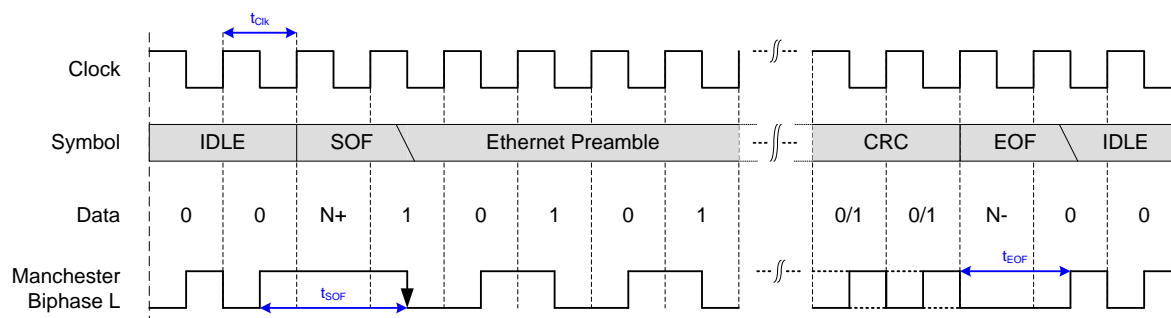 tClk
Clock
Symbol IDLE SOF Ethernet Preamble CRC EOF IDLE
Data 0 0 N+ 1 0 1 0 1 0/1 0/1 N- 0 0
Manchester
Biphase L
tSOF
tEOF